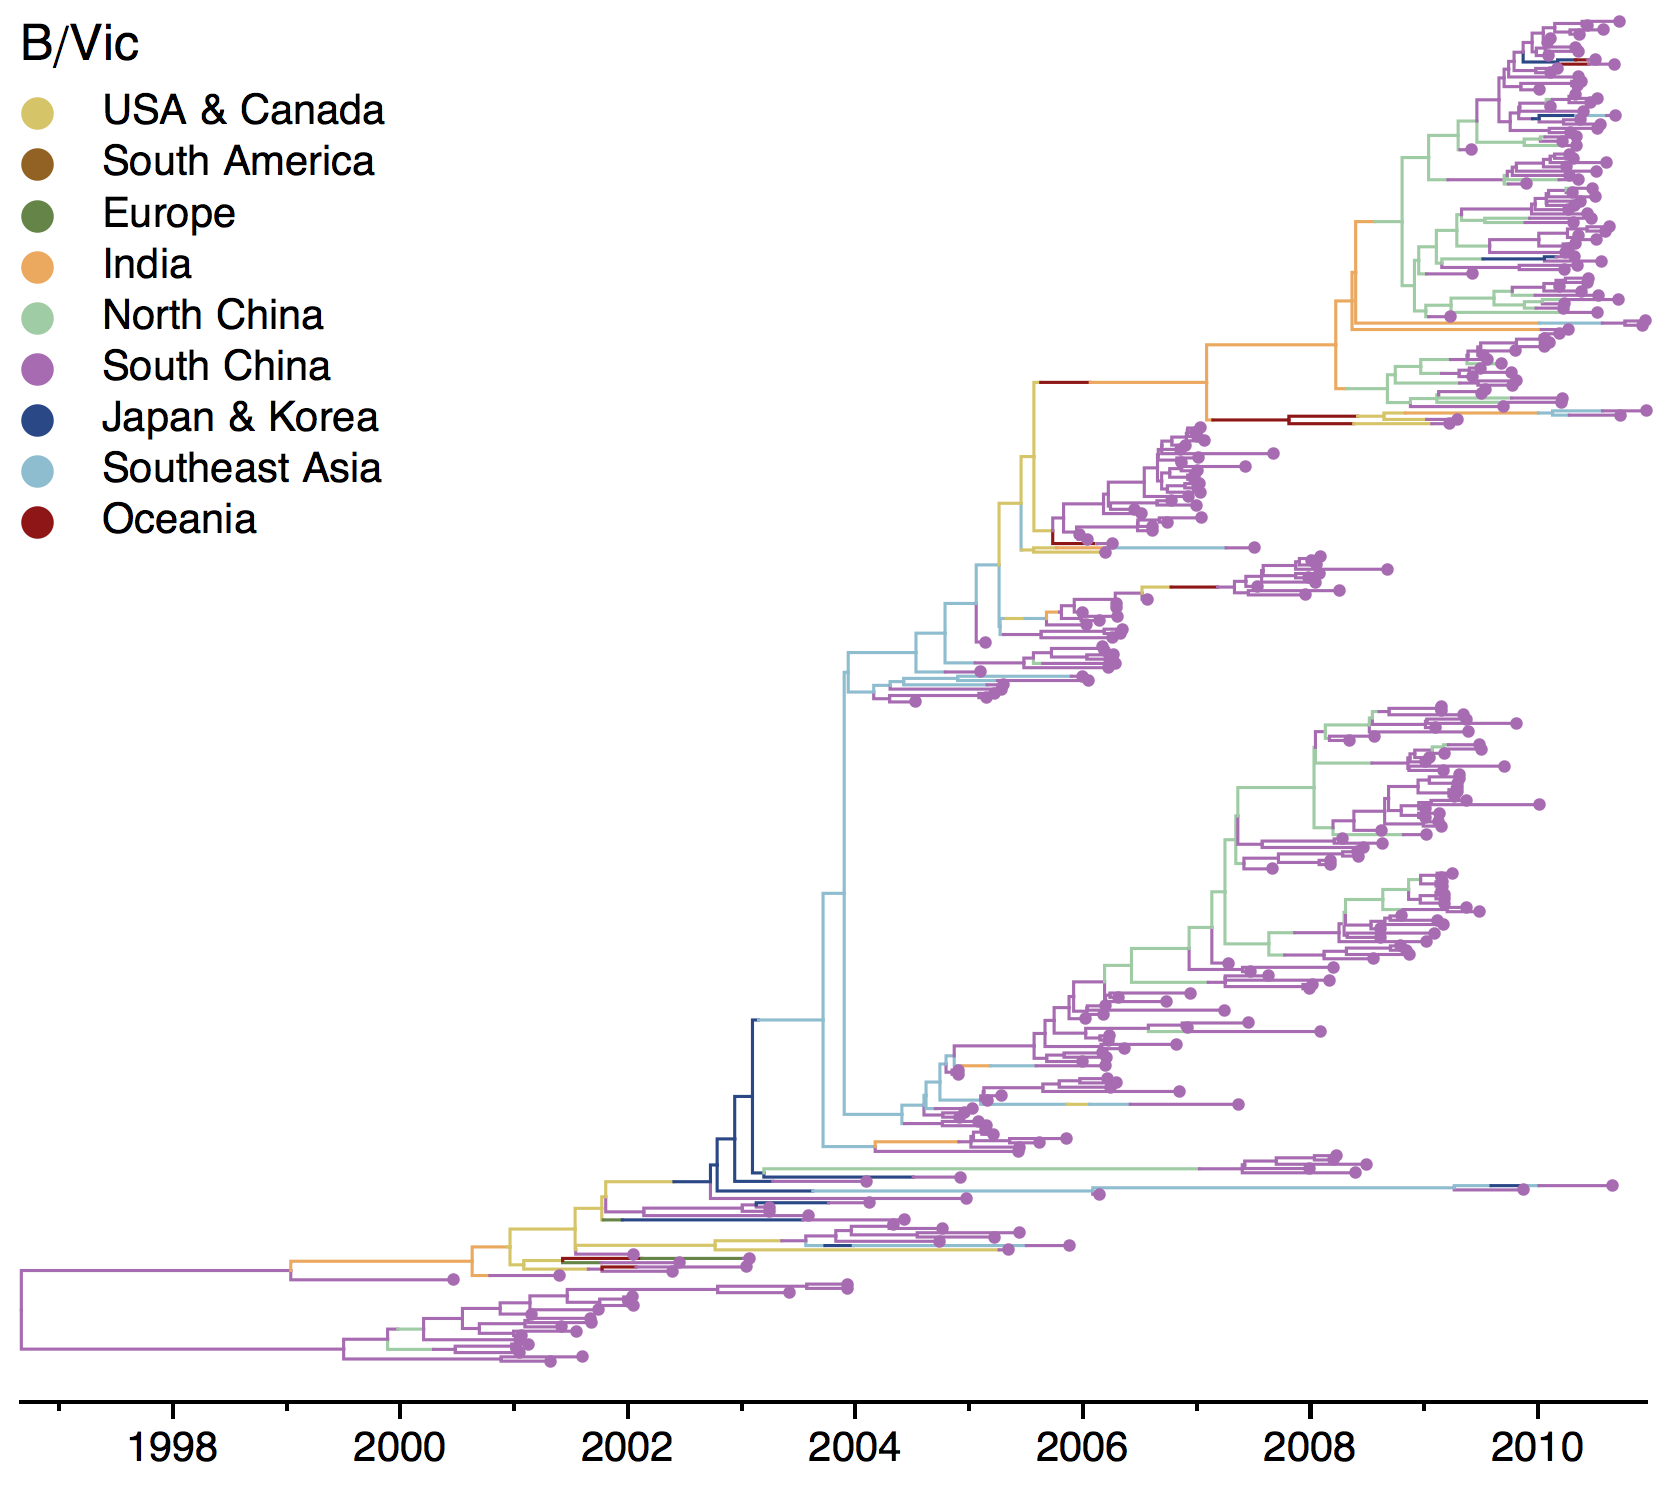 B/Vic
USA & Canada
South America
Europe
India
North China
South China
Japan & Korea
Southeast Asia
Oceania
1998 2000 2002 2004 2006 2008 2010